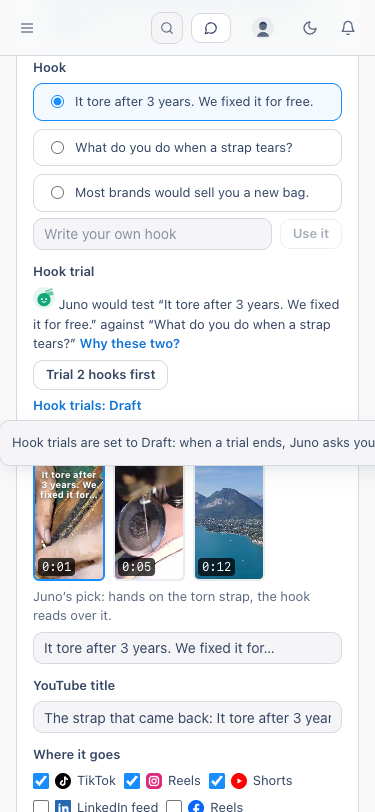 Hook
It tore after 3 years. We fixed it for free.
What do you do when a strap tears?
Most brands would sell you a new bag.
Write your own hook
Use it
Hook trial
Juno would test “It tore after 3 years. We fixed
it for free.” against “What do you do when a strap
tears?” Why these two?
Trial 2 hooks first
Hook trials: Draft
Hook trials are set to Draft: when a trial ends, Juno asks you
It tore after
3 years. We
fixed it for...
0:01
0:05
0:12
Juno’s pick: hands on the torn strap, the hook
reads over it.
It tore after 3 years. We fixed it for...
YouTube title
The strap that came back: It tore after 3 year
Where it goes
TikTok
Reels
Shorts
LinkedIn feed
Reels